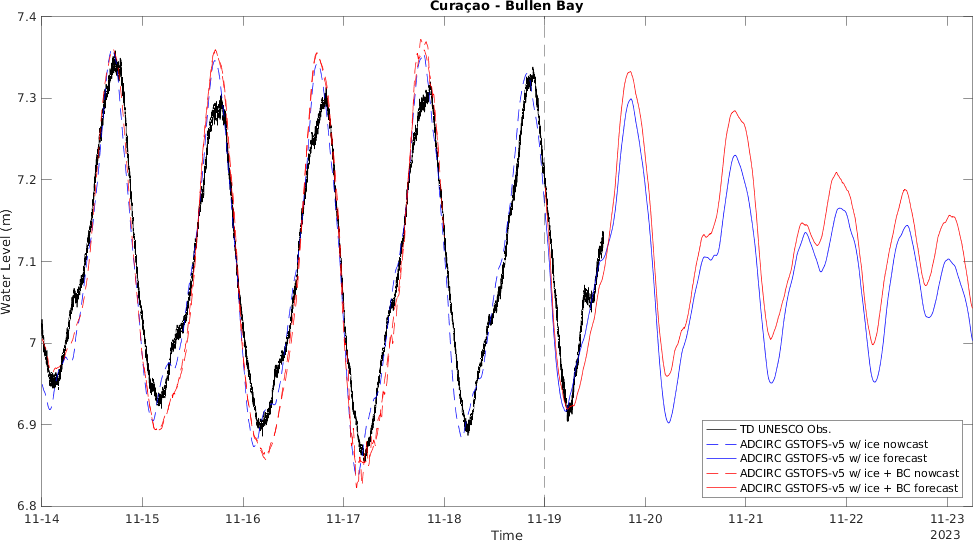 Curaçao - Bullen Bay
7.4
7.3
7.2
7.1
7
6.9
6.8
Water Level (m)
11-14
11-15
11-16
11-17
11-18
11-19
11-20
11-21
11-22
11-23
2023
Time
TD UNESCO Obs.
ADCIRC GSTOFS-v5 w/ ice nowcast
ADCIRC GSTOFS-v5 w/ ice forecast
ADCIRC GSTOFS-v5 w/ ice + BC nowcast
ADCIRC GSTOFS-v5 w/ ice + BC forecast